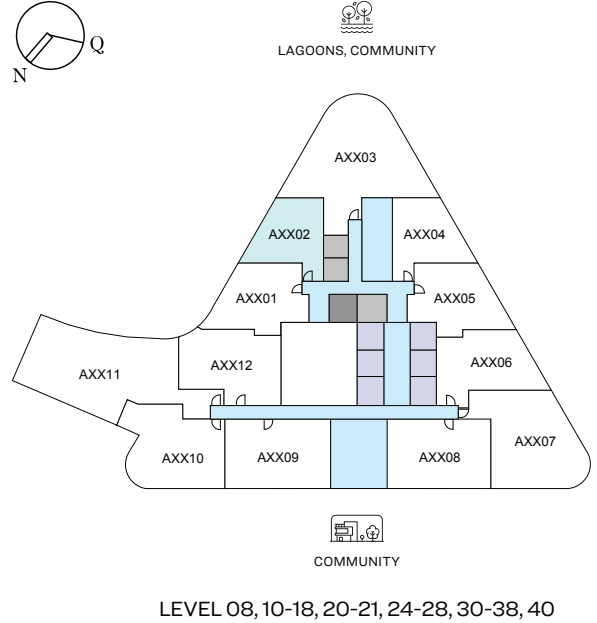 Q
N
LAGOONS, COMMUNITY
AXX03
AXX02
AXX04
AXX01
AXX05
AXX11
AXX12
AXX06
AXX10
AXX09
AXX08
AXX07
COMMUNITY
LEVEL 08, 10-18, 20-21, 24-28, 30-38, 40